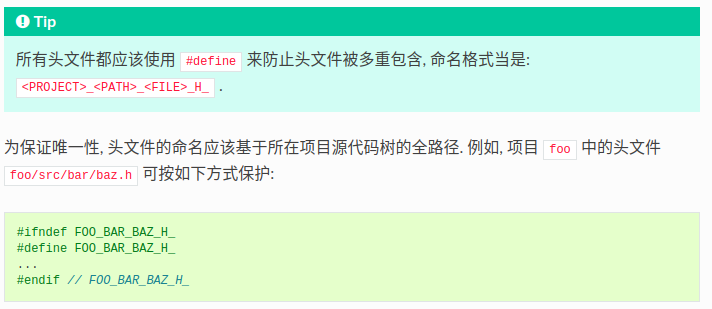 Tip
所有头文件都应该使用 #define 来防止头文件被多重包含, 命名格式当是:
<PROJECT>_<PATH>_<FILE>_H_ .
为保证唯一性, 头文件的命名应该基于所在项目源代码树的全路径. 例如, 项目 foo 中的头文件
foo/src/bar/baz.h 可按如下方式保护:
#ifndef FOO_BAR_BAZ_H_
#define FOO_BAR_BAZ_H_
...
#endif // FOO_BAR_BAZ_H_